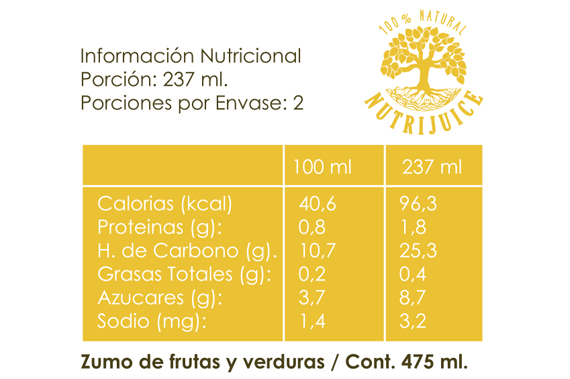 100% NATURAL
NUTRIJUICE
Información Nutricional
Porción: 237 ml.
Porciones por Envase: 2
100 ml 237 ml
Calorias (kcal) 40,6 96,3
Proteinas (g): 0,8 1,8
H. de Carbono (g). 10,7 25,3
Grasas Totales (g): 0,2 0,4
Azucares (g): 3,7 8,7
Sodio (mg): 1,4 3,2
Zumo de frutas y verduras / Cont. 475 ml.